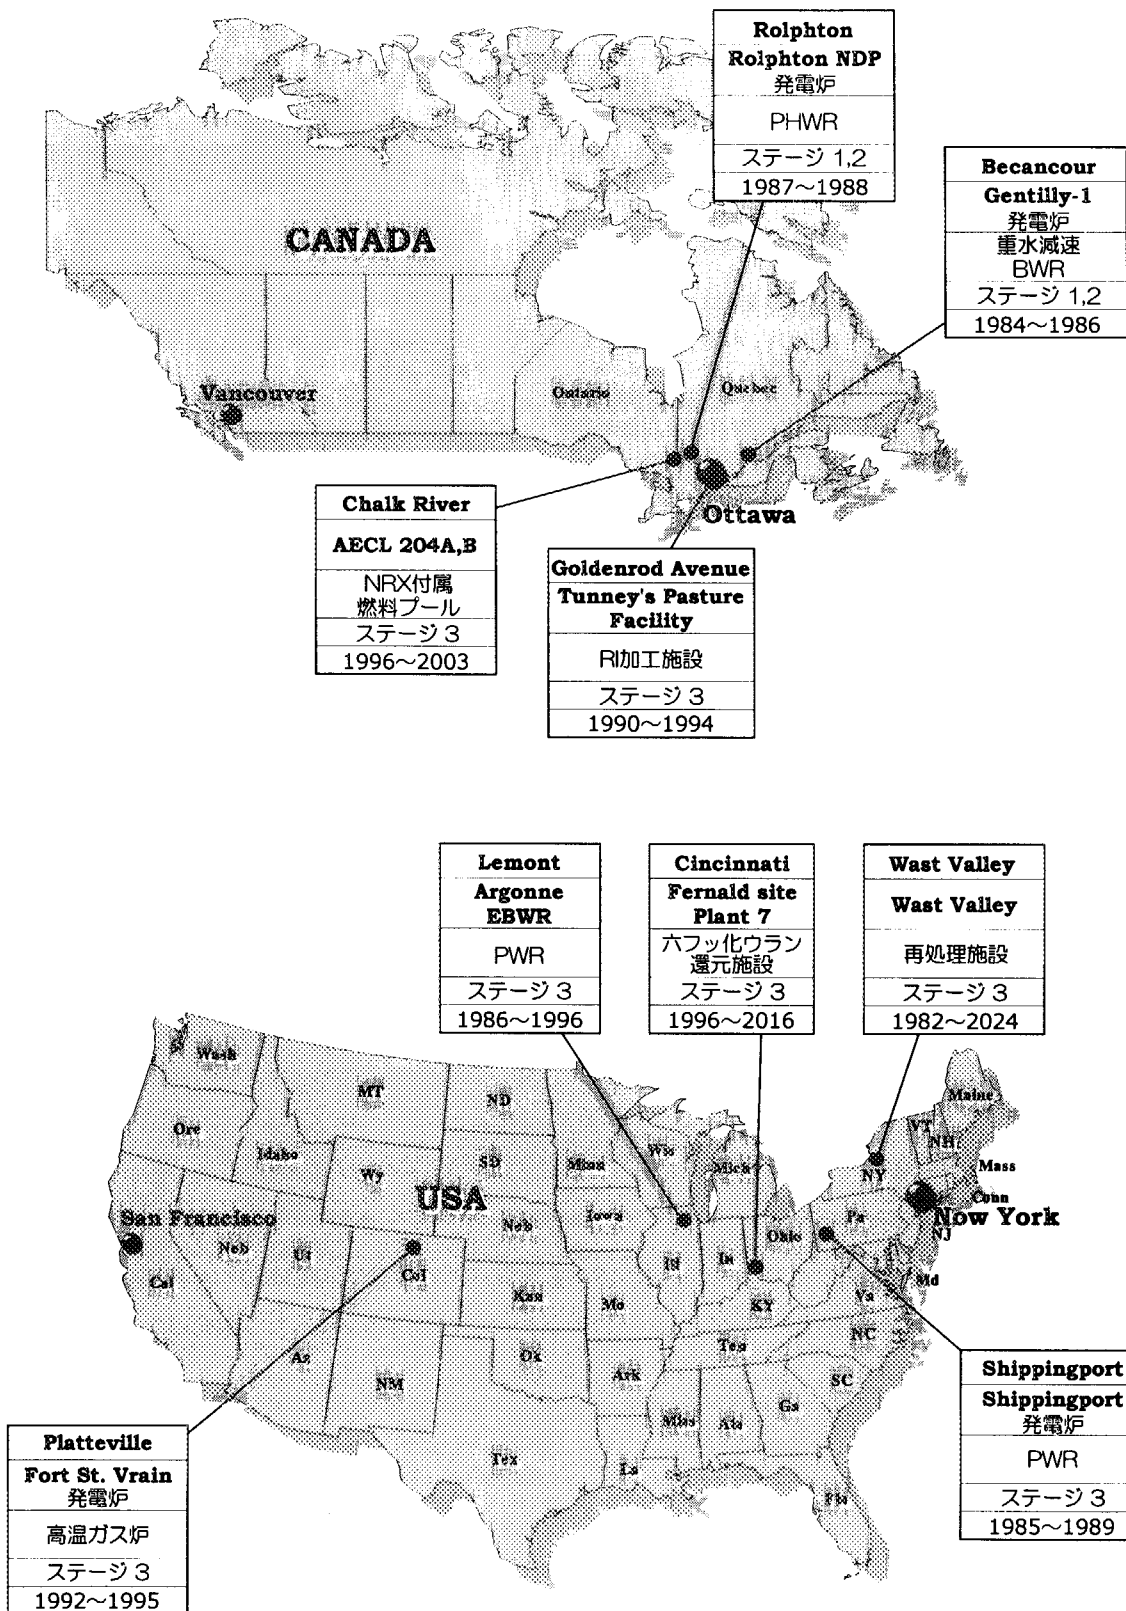 Rolphton
Rolphton NDP
発電炉
PHWR
ステージ 1,2
1987～1988
Becancour
Gentilly-1
発電炉
重水減速
BWR
ステージ 1,2
1984～1986
CANADA
Vancouver
Ontario
Quebec
Ottawa
Chalk River
AECL 204A,B
NRX付属
燃料プール
ステージ 3
1996～2003
Goldenrod Avenue
Tunney's Pasture
Facility
RI加工施設
ステージ 3
1990～1994
Lemont
Argonne
EBWR
PWR
ステージ 3
1986～1996
Cincinnati
Fernald site
Plant 7
六フッ化ウラン
還元施設
ステージ 3
1996～2016
Wast Valley
Wast Valley
再処理施設
ステージ 3
1982～2024
Wash
MT
ND
Maine
Ore
Idaho
Wy
SD
Minn
Wis
Mich
VT
NH
NY
Mass
Conn
USA
San Francisco
Neb
Ut
Neb
Iowa
Ohio
Pa
Now York
NJ
Cal
Col
Ill
In
Md
Kan
Mo
KY
Va
NC
Az
NM
Ok
Ark
Ten
SC
Tex
La
Miss
Ala
Ga
Fla
Shippingport
Shippingport
発電炉
PWR
ステージ 3
1985～1989
Platteville
Fort St. Vrain
発電炉
高温ガス炉
ステージ 3
1992～1995